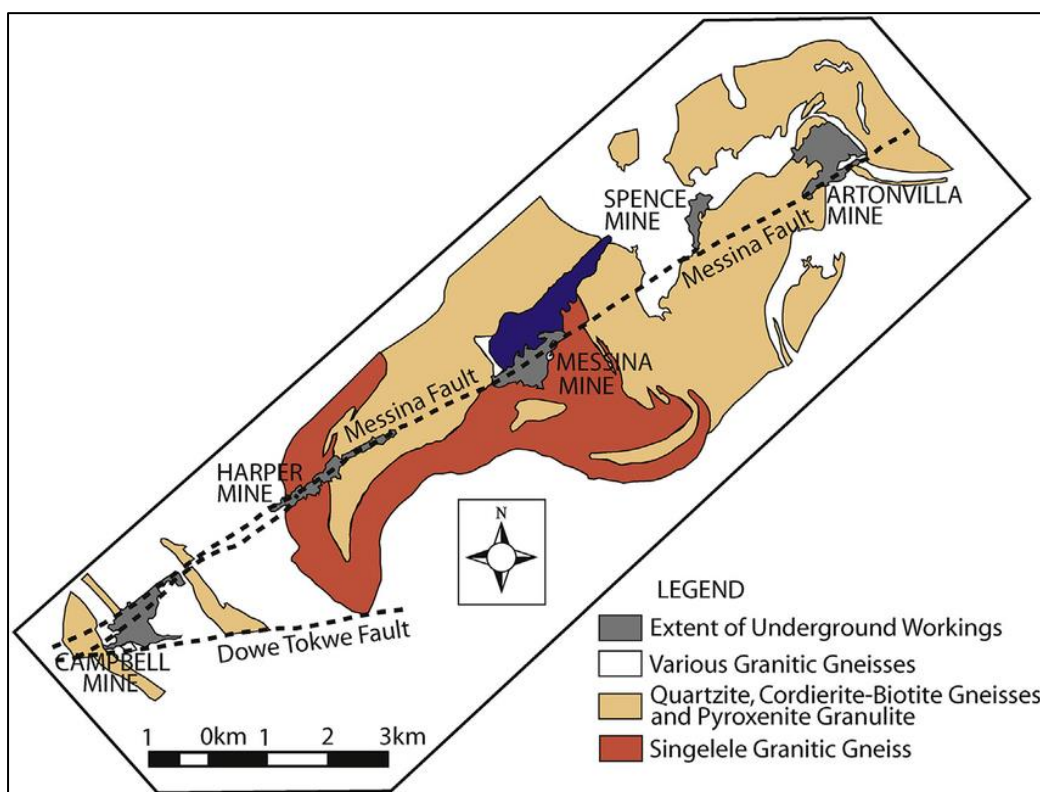 SPENCE
MINE
ARTONVILLA
MINE
Messina Fault
MESSINA
MINE
Messina Fault
HARPER
MINE
N
CAMPBELL
MINE
Dowe Tokwe Fault
LEGEND
Extent of Underground Workings
Various Granitic Gneisses
Quartzite, Cordierite-Biotite Gneisses
and Pyroxenite Granulite
Singelele Granitic Gneiss
1 0km 1 2 3km